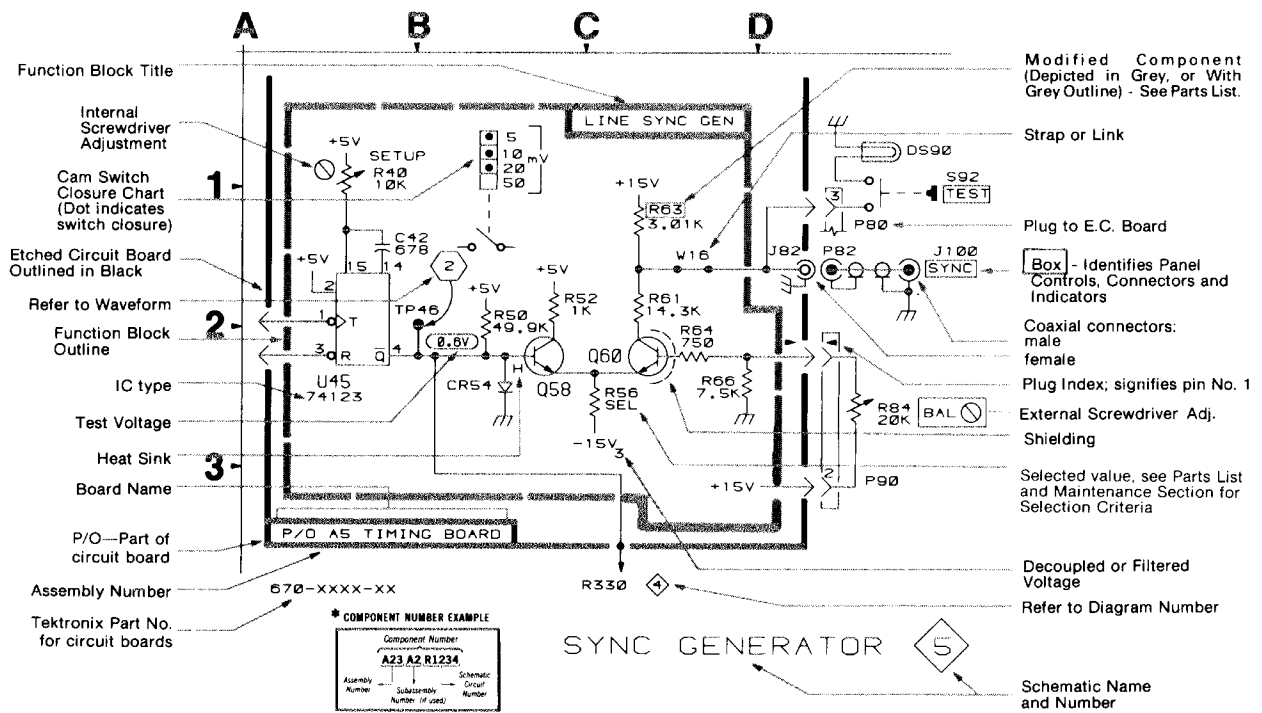 A B C D
Function Block Title
Internal
Screwdriver
Adjustment
Cam Switch
Closure Chart
(Dot indicates
switch closure)
Etched Circuit Board
Outlined in Black
Refer to Waveform
Function Block
Outline
IC type
Test Voltage
Heat Sink
Board Name
P/O—Part of
circuit board
Assembly Number
Tektronix Part No.
for circuit boards
1
2
3
LINE SYNC GEN
+5V
SETUP
R40
10K
5
10
20
50
mV
C42
678
+5V
15
14
2
1
T
3
R
Q
4
U45
74123
2
TP46
0.6V
+5V
R50
49.9K
CR54
H
+5V
R52
1K
Q58
Q60
+15V
R63
3.01K
W16
R61
14.3K
R64
750
R66
7.5K
R56
SEL
-15V
3
+15V
DS90
S92
TEST
3
P80
J82
P82
J100
SYNC
R84
20K
BAL
2
P90
P/O A5 TIMING BOARD
670-XXXX-XX
R330
4
* COMPONENT NUMBER EXAMPLE
Component Number
A23 A2 R1234
Assembly
Number
Subassembly
Number (if used)
Schematic
Circuit
Number
SYNC GENERATOR
5
Modified Component
(Depicted in Grey, or With
Grey Outline) - See Parts List.
Strap or Link
Plug to E.C. Board
Box - Identifies Panel
Controls, Connectors and
Indicators
Coaxial connectors:
male
female
Plug Index; signifies pin No. 1
External Screwdriver Adj.
Shielding
Selected value, see Parts List
and Maintenance Section for
Selection Criteria
Decoupled or Filtered
Voltage
Refer to Diagram Number
Schematic Name
and Number